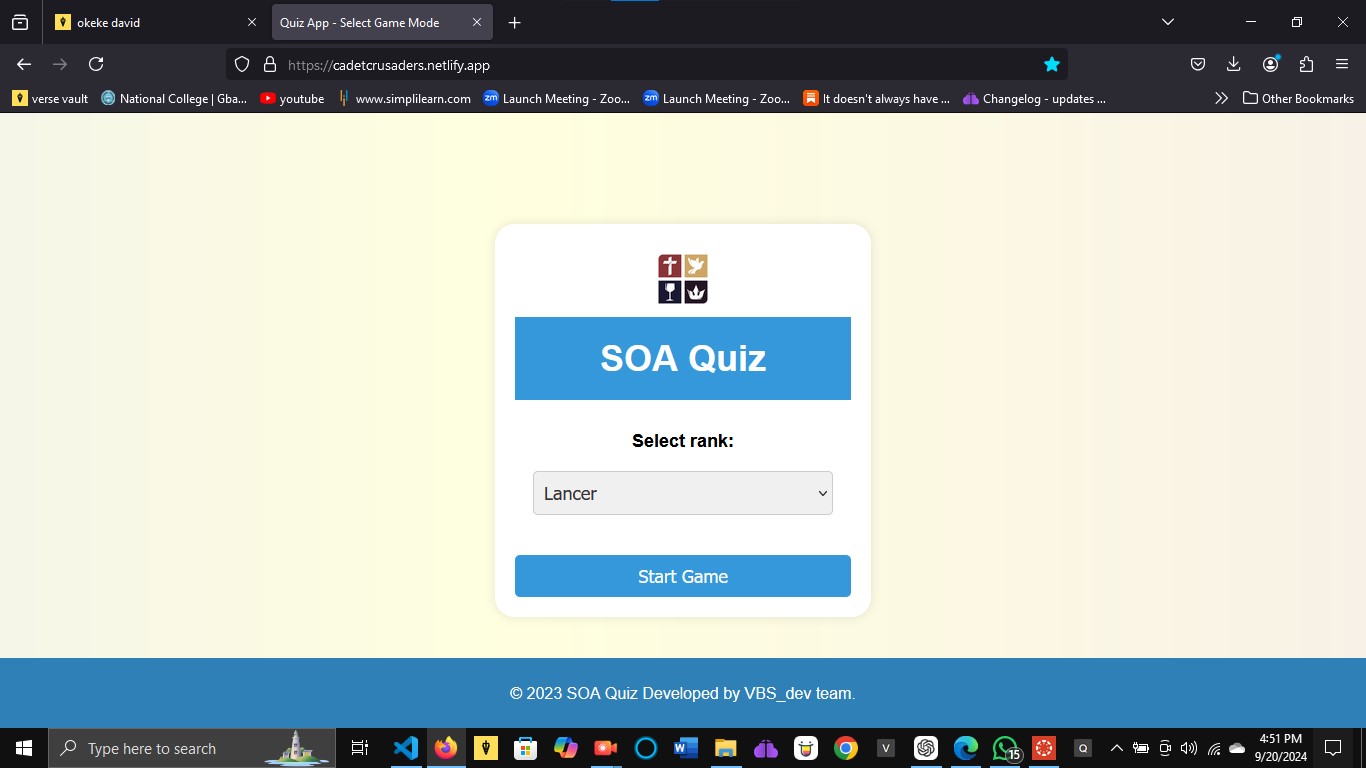 okeke david
Quiz App - Select Game Mode
https://cadetcrusaders.netlify.app
verse vault
National College | Gba...
youtube
www.simplilearn.com
Launch Meeting - Zoo...
Launch Meeting - Zoo...
It doesn't always have ...
Changelog - updates ...
Other Bookmarks
SOA Quiz
Select rank:
Lancer
Start Game
© 2023 SOA Quiz Developed by VBS_dev team.
Type here to search
zm
zm
W
V
15
Q
4:51 PM
9/20/2024